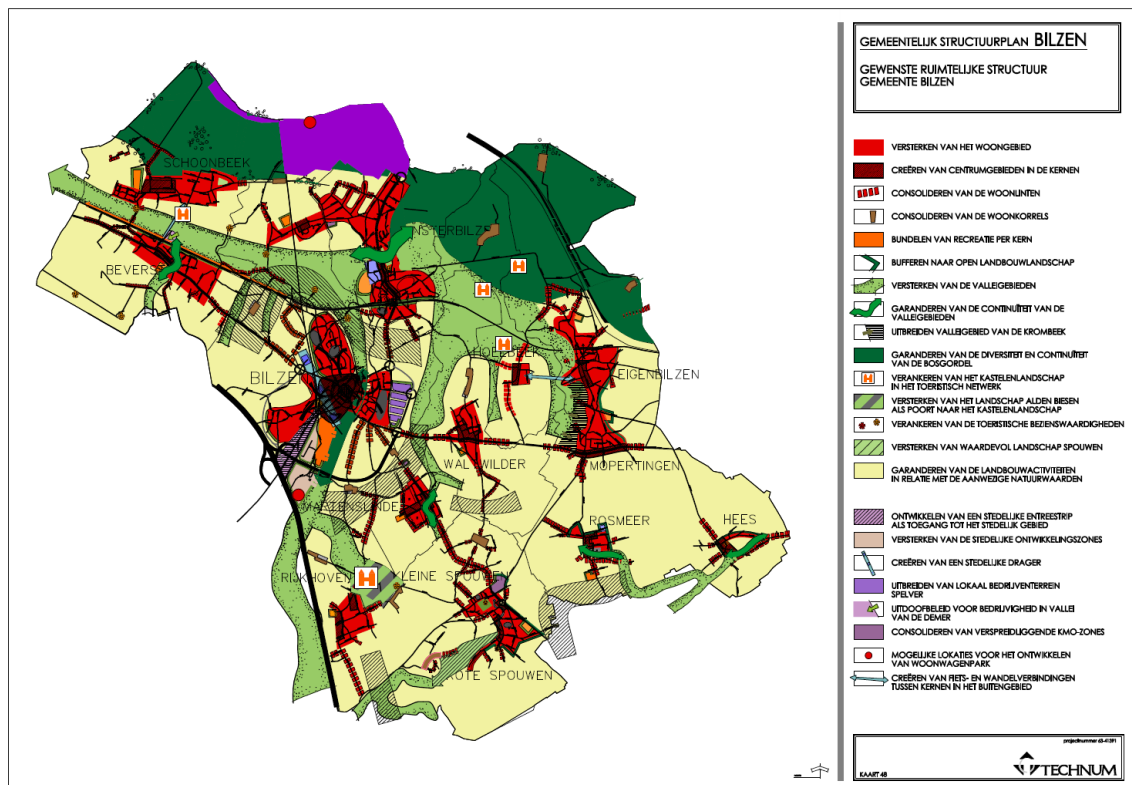 GEMEENTELIJK STRUCTUURPLAN BILZEN
GEWENSTE RUIMTELIJKE STRUCTUUR
GEMEENTE BILZEN
VERSTERKEN VAN HET WOONGEBIED
CREËREN VAN CENTRUMGEBIEDEN IN DE KERNEN
CONSOLIDEREN VAN DE WOONLINTEN
CONSOLIDEREN VAN DE WOONKORRELS
BUNDELEN VAN RECREATIE PER KERN
BUFFEREN NAAR OPEN LANDBOUWLANDSCHAP
VERSTERKEN VAN DE VALLEIGEBIEDEN
GARANDEREN VAN DE CONTINUÏTEIT VAN DE
VALLEIGEBIEDEN
UITBREIDEN VALLEIGEBIED VAN DE KROMBEEK
GARANDEREN VAN DE DIVERSITEIT EN CONTINUÏTEIT
VAN DE BOSGORDEL
VERANKEREN VAN HET KASTELENLANDSCHAP
IN HET TOERISTISCH NETWERK
VERSTERKEN VAN HET LANDSCHAP ALDEN BIESEN
ALS POORT NAAR HET KASTELENLANDSCHAP
VERANKEREN VAN DE TOERISTISCHE BEZIENSWAARDIGHEDEN
VERSTERKEN VAN WAARDEVOL LANDSCHAP SPOUWEN
GARANDEREN VAN DE LANDBOUWACTIVITEITEN
IN RELATIE MET DE AANWEZIGE NATUURWAARDEN
ONTWIKKELEN VAN EEN STEDELIJKE ENTREESTRIP
ALS TOEGANG TOT HET STEDELIJK GEBIED
VERSTERKEN VAN DE STEDELIJKE ONTWIKKELINGSZONES
CREËREN VAN EEN STEDELIJKE DRAGER
UITBREIDEN VAN LOKAAL BEDRIJVENTERREIN
SPELVER
UITDOOFBELEID VOOR BEDRIJVIGHEID IN VALLEI
VAN DE DEMER
CONSOLIDEREN VAN VERSPREIDLIGGENDE KMO-ZONES
MOGELIJKE LOKATIES VOOR HET ONTWIKKELEN
VAN WOONWAGENPARK
CREËREN VAN FIETS- EN WANDELVERBINDINGEN
TUSSEN KERNEN IN HET BUITENGEBIED
KAART 4B
TECHNUM
SCHOONBEEK
BEVERST
BILZEN
EIGENBILZEN
MOPERTINGEN
ROSMEER
HEES
RIJKHOVEN
KLEINE SPOUWEN